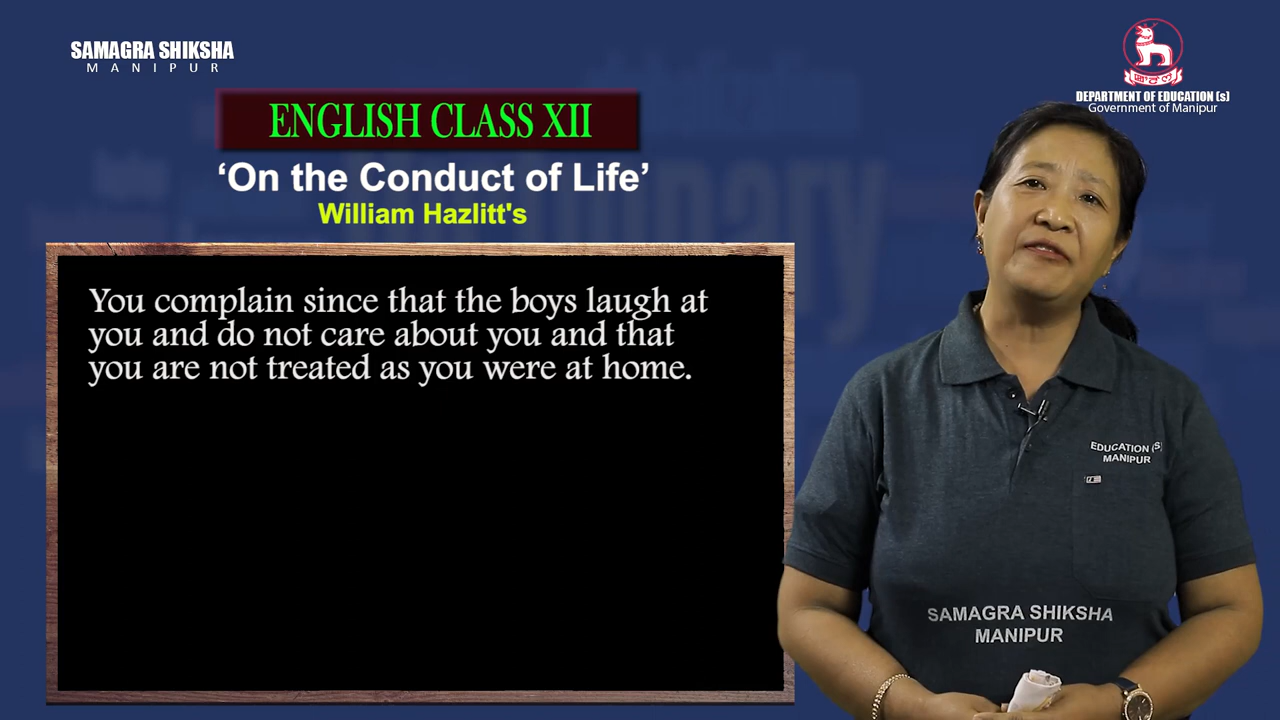 SAMAGRA SHIKSHA
MANIPUR
DEPARTMENT OF EDUCATION (s)
Government of Manipur
ENGLISH CLASS XII
‘On the Conduct of Life’
William Hazlitt's
You complain since that the boys laugh at
you and do not care about you and that
you are not treated as you were at home.
EDUCATION (S)
MANIPUR
SAMAGRA SHIKSHA
MANIPUR